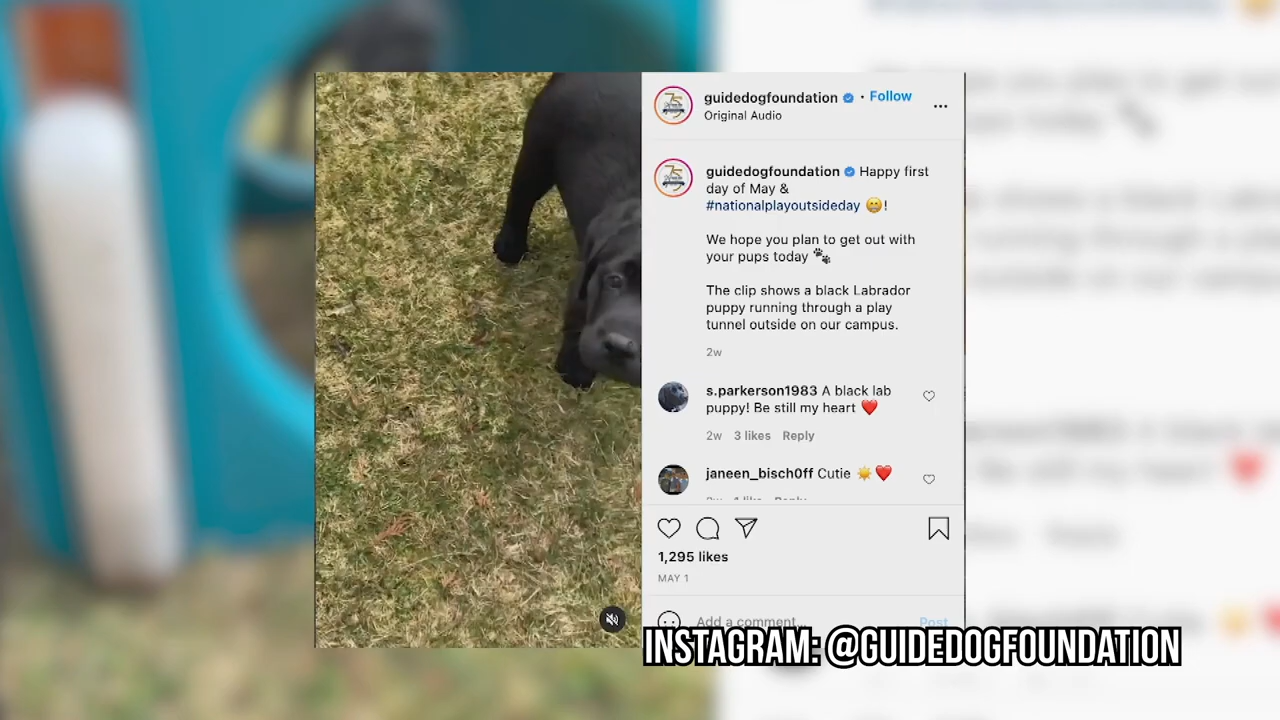 guidedogfoundation • Follow
Original Audio
guidedogfoundation Happy first
day of May &
#nationalplayoutsideday 😁!
We hope you plan to get out with
your pups today 🐾
The clip shows a black Labrador
puppy running through a play
tunnel outside on our campus.
2w
s.parkerson1983 A black lab
puppy! Be still my heart ❤️
2w 3 likes Reply
janeen_bisch0ff Cutie ☀️❤️
1,295 likes
MAY 1
Add a comment... Post
INSTAGRAM: @GUIDEDOGFOUNDATION